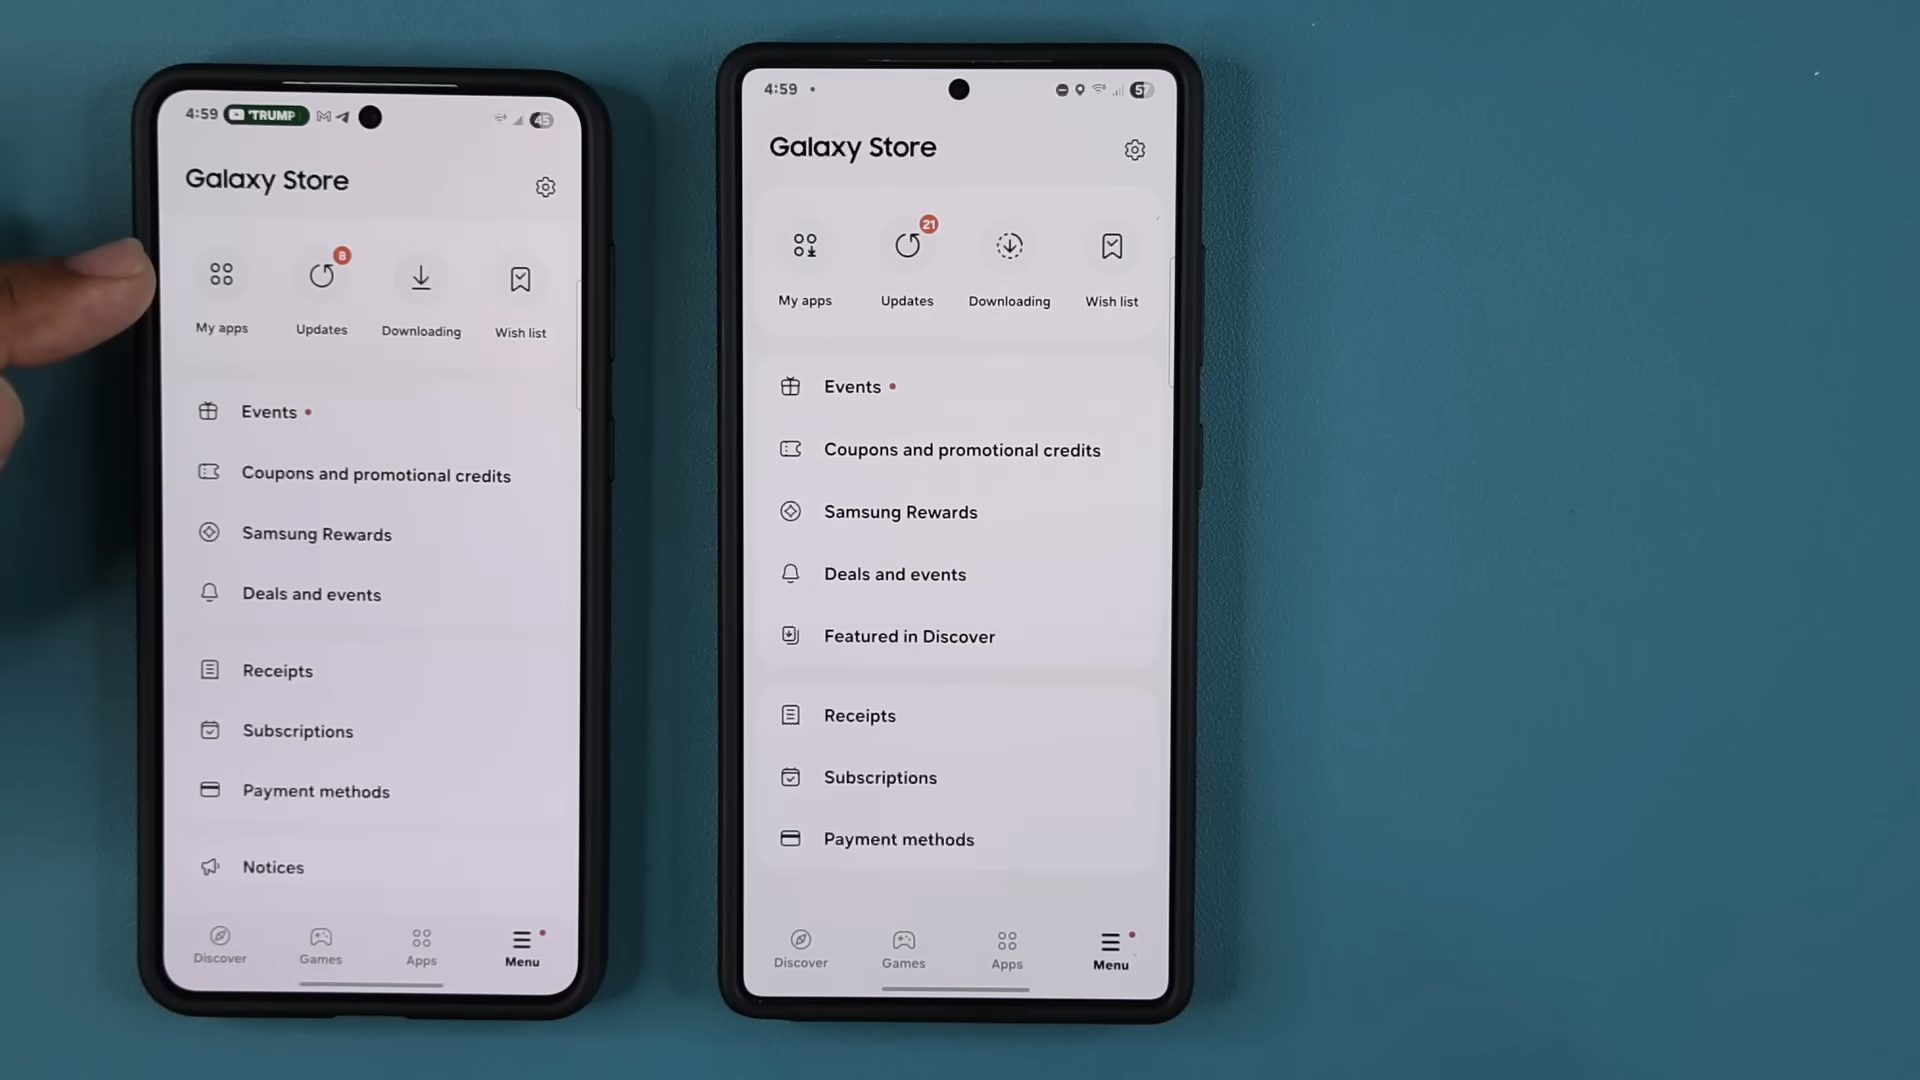 4:59 'TRUMP 45
Galaxy Store
8
My apps Updates Downloading Wish list
Events
Coupons and promotional credits
Samsung Rewards
Deals and events
Receipts
Subscriptions
Payment methods
Notices
Discover Games Apps Menu
4:59 57
Galaxy Store
21
My apps Updates Downloading Wish list
Events
Coupons and promotional credits
Samsung Rewards
Deals and events
Featured in Discover
Receipts
Subscriptions
Payment methods
Discover Games Apps Menu